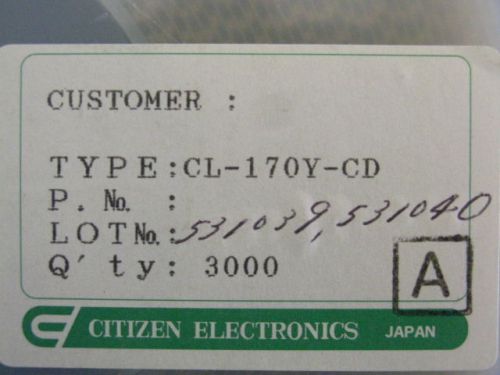 CUSTOMER :
TYPE:CL-170Y-CD
P. No. :
LOT No.: 531039, 531040
Q'ty: 3000
A
CITIZEN ELECTRONICS JAPAN